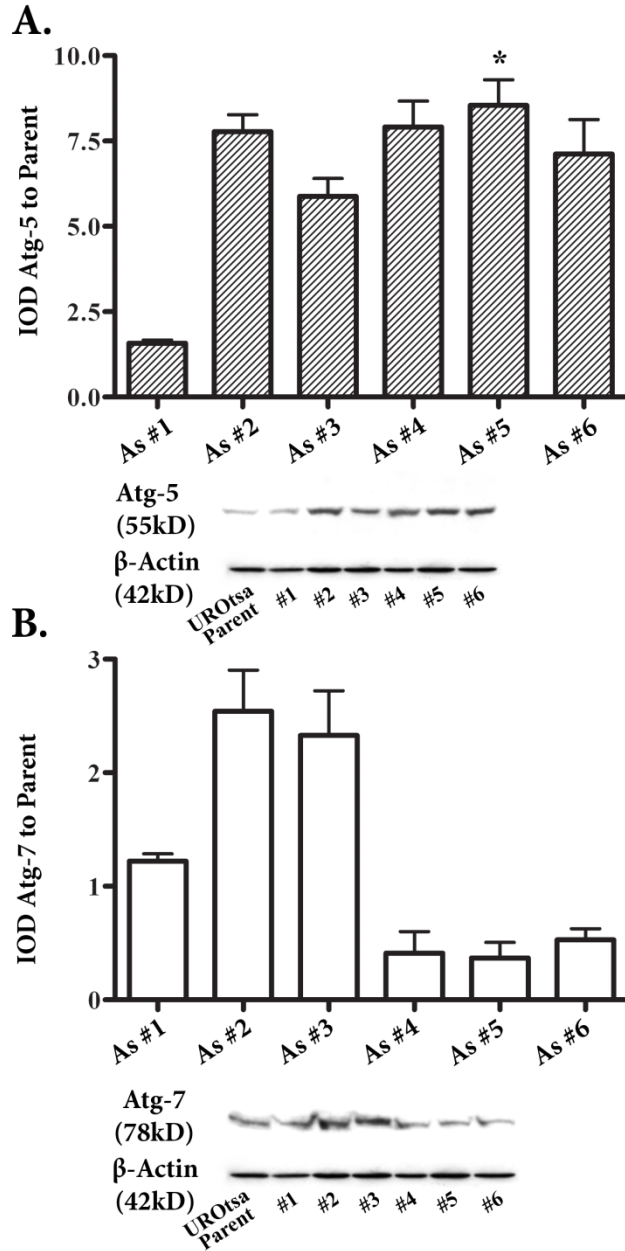 A.
10.0
7.5
5.0
2.5
0.0
IOD Atg-5 to Parent
*
As #1 As #2 As #3 As #4 As #5 As #6
Atg-5
(55kD)
β-Actin
(42kD)
UROtsa
Parent
#1 #2 #3 #4 #5 #6
B.
3
2
1
0
IOD Atg-7 to Parent
As #1 As #2 As #3 As #4 As #5 As #6
Atg-7
(78kD)
β-Actin
(42kD)
UROtsa
Parent
#1 #2 #3 #4 #5 #6